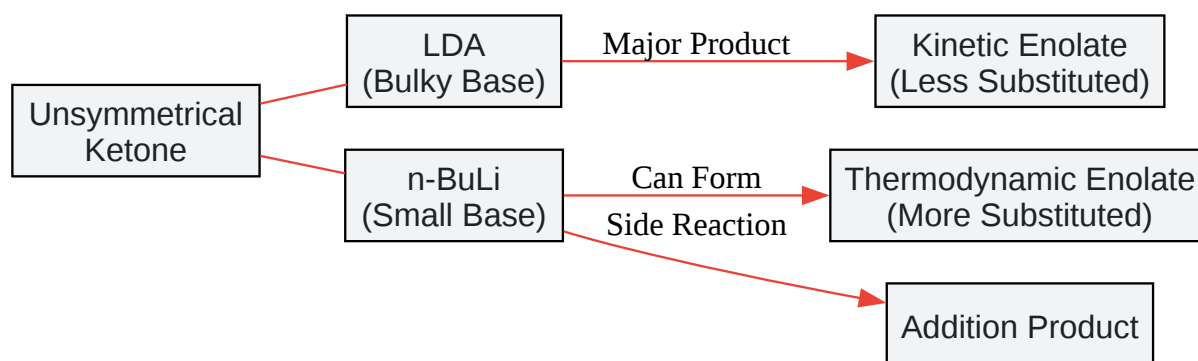 Unsymmetrical
Ketone
LDA
(Bulky Base)
Major Product
Kinetic Enolate
(Less Substituted)
n-BuLi
(Small Base)
Can Form
Thermodynamic Enolate
(More Substituted)
Side Reaction
Addition Product